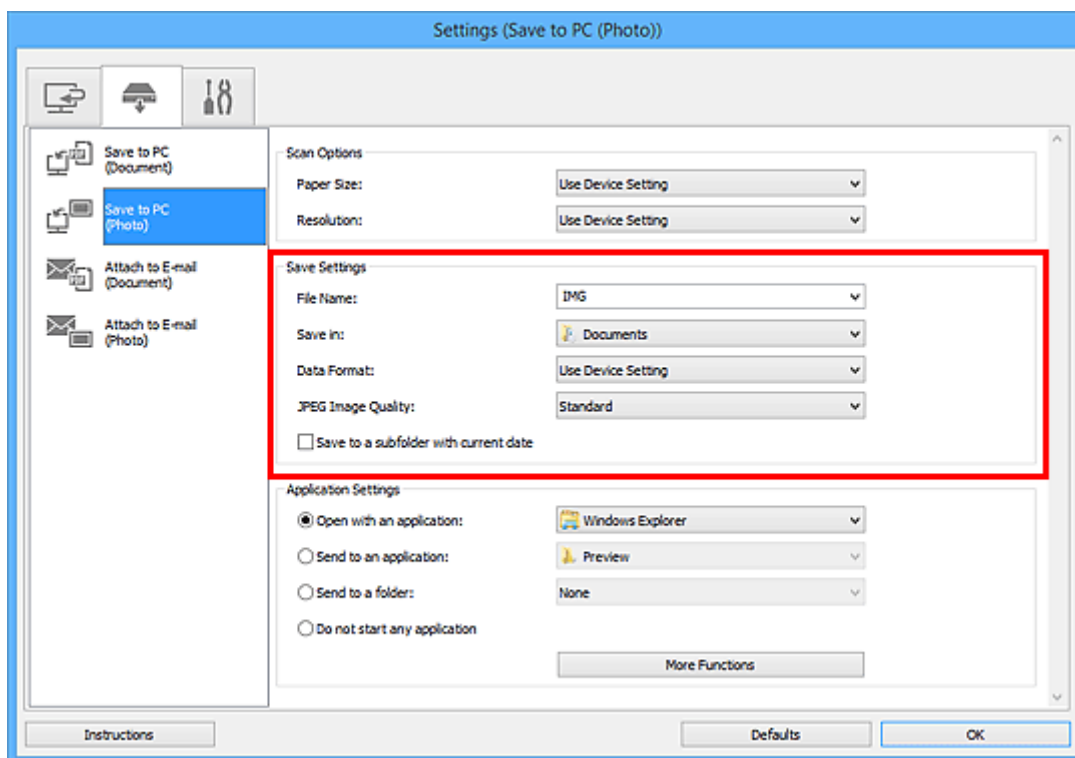 Settings (Save to PC (Photo))
Save to PC
(Document)
Save to PC
(Photo)
Attach to E-mail
(Document)
Attach to E-mail
(Photo)
Scan Options
Paper Size: Use Device Setting
Resolution: Use Device Setting
Save Settings
File Name: IMG
Save in: Documents
Data Format: Use Device Setting
JPEG Image Quality: Standard
Save to a subfolder with current date
Application Settings
Open with an application: Windows Explorer
Send to an application: Preview
Send to a folder: None
Do not start any application
More Functions
Instructions Defaults OK